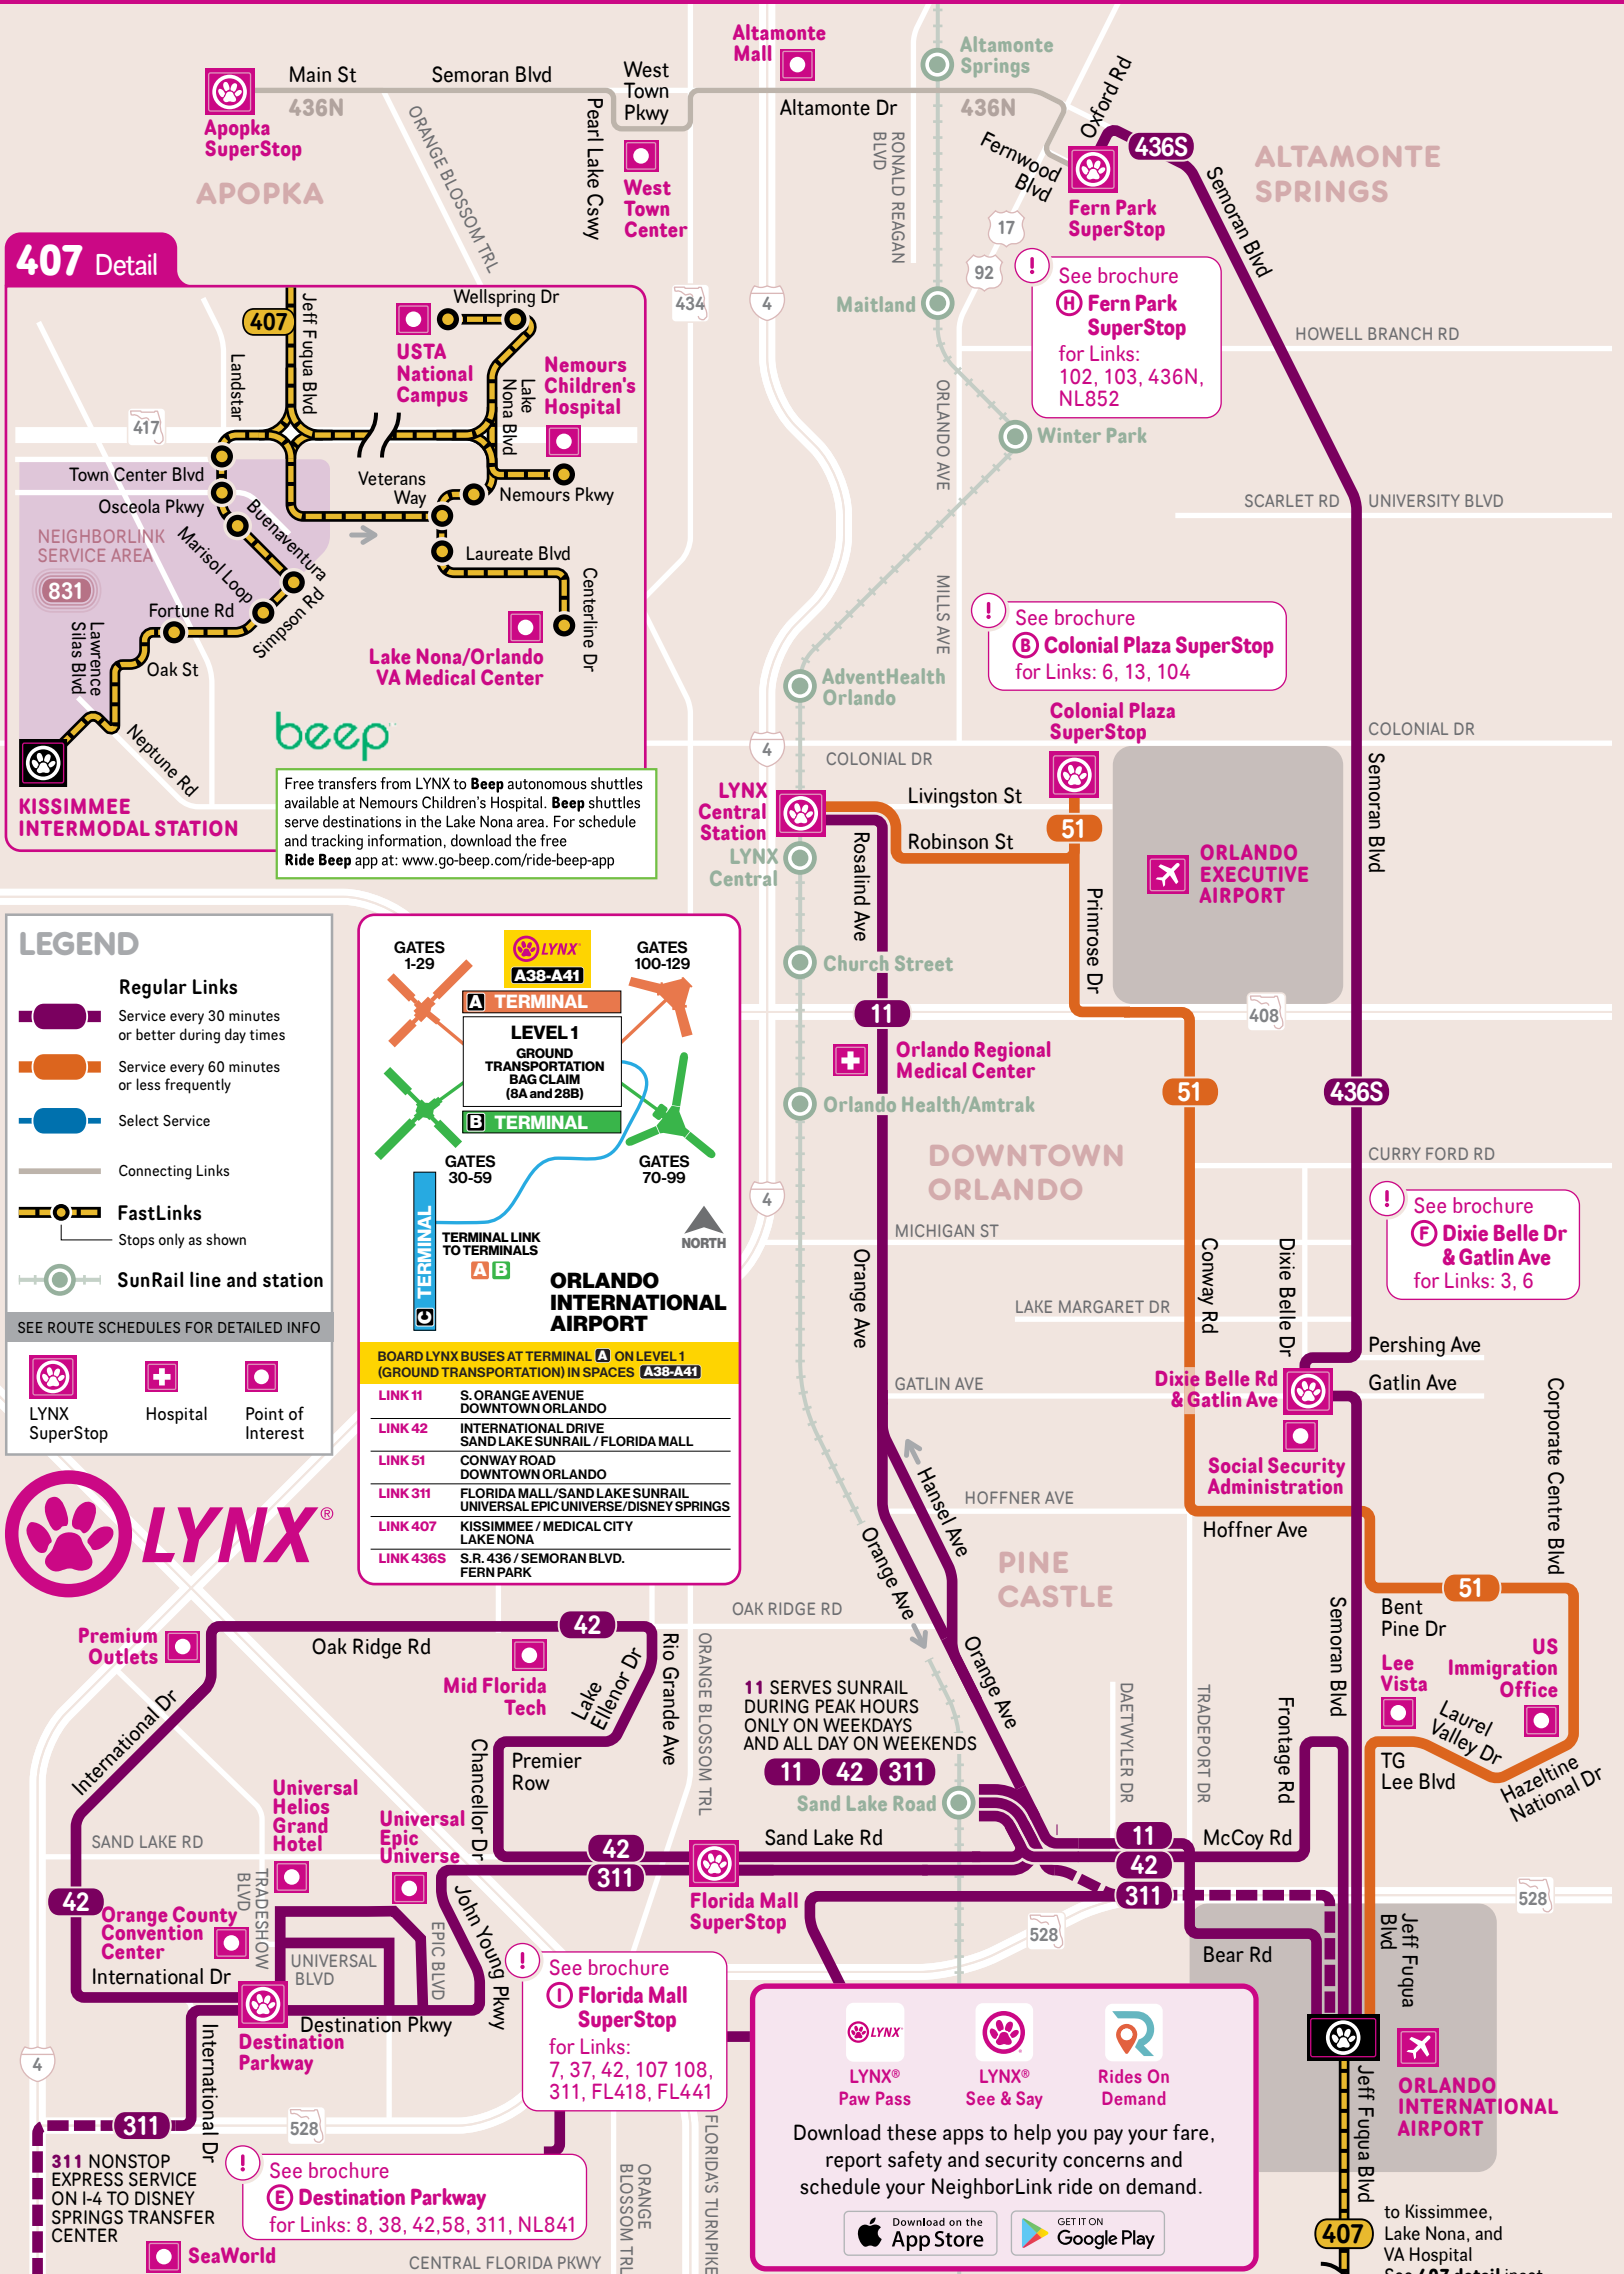 Altamonte
Mall
Altamonte
Springs
Main St
Semoran Blvd
West
Town
Pkwy
436N
Altamonte Dr
436N
Oxford Rd
Apopka
SuperStop
APOPKA
ORANGE BLOSSOM TRL
Pearl Lake Cswy
West
Town
Center
RONALD REAGAN
BLVD
Fernwood
Blvd
436S
ALTAMONTE
SPRINGS
Semoran Blvd
Fern Park
SuperStop
17
92
434
4
Maitland
! See brochure
H Fern Park
SuperStop
for Links:
102, 103, 436N,
NL852
HOWELL BRANCH RD
ORLANDO AVE
Winter Park
SCARLET RD
UNIVERSITY BLVD
407 Detail
407
Jeff Fuqua Blvd
Landstar
417
USTA
National
Campus
Wellspring Dr
Lake
Nona Blvd
Nemours
Children's
Hospital
Town Center Blvd
Osceola Pkwy
Veterans
Way
Nemours Pkwy
NEIGHBORLINK
SERVICE AREA
831
Buenaventura
Marisol Loop
Laureate Blvd
Centerline Dr
Fortune Rd
Simpson Rd
Lawrence
Silas Blvd
Oak St
Lake Nona/Orlando
VA Medical Center
Neptune Rd
KISSIMMEE
INTERMODAL STATION
beep
Free transfers from LYNX to Beep autonomous shuttles
available at Nemours Children's Hospital. Beep shuttles
serve destinations in the Lake Nona area. For schedule
and tracking information, download the free
Ride Beep app at: www.go-beep.com/ride-beep-app
MILLS AVE
! See brochure
B Colonial Plaza SuperStop
for Links: 6, 13, 104
AdventHealth
Orlando
Colonial Plaza
SuperStop
4
COLONIAL DR
COLONIAL DR
LYNX
Central
Station
Livingston St
51
Robinson St
LYNX
Central
Rosalind Ave
Primrose Dr
ORLANDO
EXECUTIVE
AIRPORT
Semoran Blvd
Church Street
11
408
Orlando Regional
Medical Center
51
436S
Orlando Health/Amtrak
DOWNTOWN
ORLANDO
CURRY FORD RD
4
! See brochure
F Dixie Belle Dr
& Gatlin Ave
for Links: 3, 6
MICHIGAN ST
Orange Ave
Conway Rd
Dixie Belle Dr
LAKE MARGARET DR
Pershing Ave
GATLIN AVE
Dixie Belle Rd
& Gatlin Ave
Gatlin Ave
Social Security
Administration
Corporate Centre Blvd
Hansel Ave
HOFFNER AVE
Hoffner Ave
Orange Ave
PINE
CASTLE
51
Bent
Pine Dr
LEGEND
Regular Links
Service every 30 minutes
or better during day times
Service every 60 minutes
or less frequently
Select Service
Connecting Links
FastLinks
Stops only as shown
SunRail line and station
SEE ROUTE SCHEDULES FOR DETAILED INFO
LYNX
SuperStop
Hospital
Point of
Interest
LYNX®
GATES
1-29
LYNX
A38-A41
GATES
100-129
A TERMINAL
LEVEL 1
GROUND
TRANSPORTATION
BAG CLAIM
(8A and 28B)
B TERMINAL
GATES
30-59
GATES
70-99
C TERMINAL
TERMINAL LINK
TO TERMINALS
A B
NORTH
ORLANDO
INTERNATIONAL
AIRPORT
BOARD LYNX BUSES AT TERMINAL A ON LEVEL 1
(GROUND TRANSPORTATION) IN SPACES A38-A41
LINK 11 S. ORANGE AVENUE
DOWNTOWN ORLANDO
LINK 42 INTERNATIONAL DRIVE
SAND LAKE SUNRAIL / FLORIDA MALL
LINK 51 CONWAY ROAD
DOWNTOWN ORLANDO
LINK 311 FLORIDA MALL/SAND LAKE SUNRAIL
UNIVERSAL EPIC UNIVERSE/DISNEY SPRINGS
LINK 407 KISSIMMEE / MEDICAL CITY
LAKE NONA
LINK 436S S.R. 436 / SEMORAN BLVD.
FERN PARK
OAK RIDGE RD
42
Premium
Outlets
Oak Ridge Rd
Mid Florida
Tech
Lake
Ellenor Dr
Rio Grande Ave
ORANGE BLOSSOM TRL
International Dr
Chancellor Dr
Premier
Row
11 SERVES SUNRAIL
DURING PEAK HOURS
ONLY ON WEEKDAYS
AND ALL DAY ON WEEKENDS
11 42 311
Sand Lake Road
Orange Ave
DAETWYLER DR
TRADEPORT DR
Frontage Rd
Semoran Blvd
Lee
Vista
US
Immigration
Office
Laurel
Valley Dr
TG
Lee Blvd
Hazeltine
National Dr
Universal
Helios
Grand
Hotel
Universal
Epic
Universe
SAND LAKE RD
Sand Lake Rd
42
311
11
42
311
McCoy Rd
Florida Mall
SuperStop
42
Orange County
Convention
Center
TRADESHOW
BLVD
John Young Pkwy
EPIC BLVD
UNIVERSAL
BLVD
International Dr
528
528
Bear Rd
Jeff Fuqua
Blvd
Destination Pkwy
Destination
Parkway
! See brochure
I Florida Mall
SuperStop
for Links:
7, 37, 42, 107 108,
311, FL418, FL441
4
International Dr
311
528
311 NONSTOP
EXPRESS SERVICE
ON I-4 TO DISNEY
SPRINGS TRANSFER
CENTER
! See brochure
E Destination Parkway
for Links: 8, 38, 42,58, 311, NL841
SeaWorld
CENTRAL FLORIDA PKWY
ORANGE
BLOSSOM TRL
FLORIDA'S TURNPIKE
LYNX
LYNX®
Paw Pass
LYNX®
See & Say
Rides On
Demand
Download these apps to help you pay your fare,
report safety and security concerns and
schedule your NeighborLink ride on demand.
Download on the
App Store
GET IT ON
Google Play
ORLANDO
INTERNATIONAL
AIRPORT
Jeff Fuqua Blvd
407
to Kissimmee,
Lake Nona, and
VA Hospital
See 407 detail inset